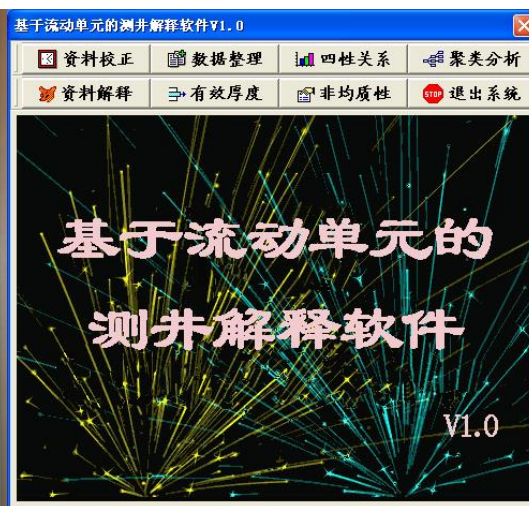 基于流动单元的测井解释软件V1.0
资料校正 数据整理 四性关系 聚类分析
资料解释 有效厚度 非均质性 STOP 退出系统
基于流动单元的
测井解释软件
V1.0